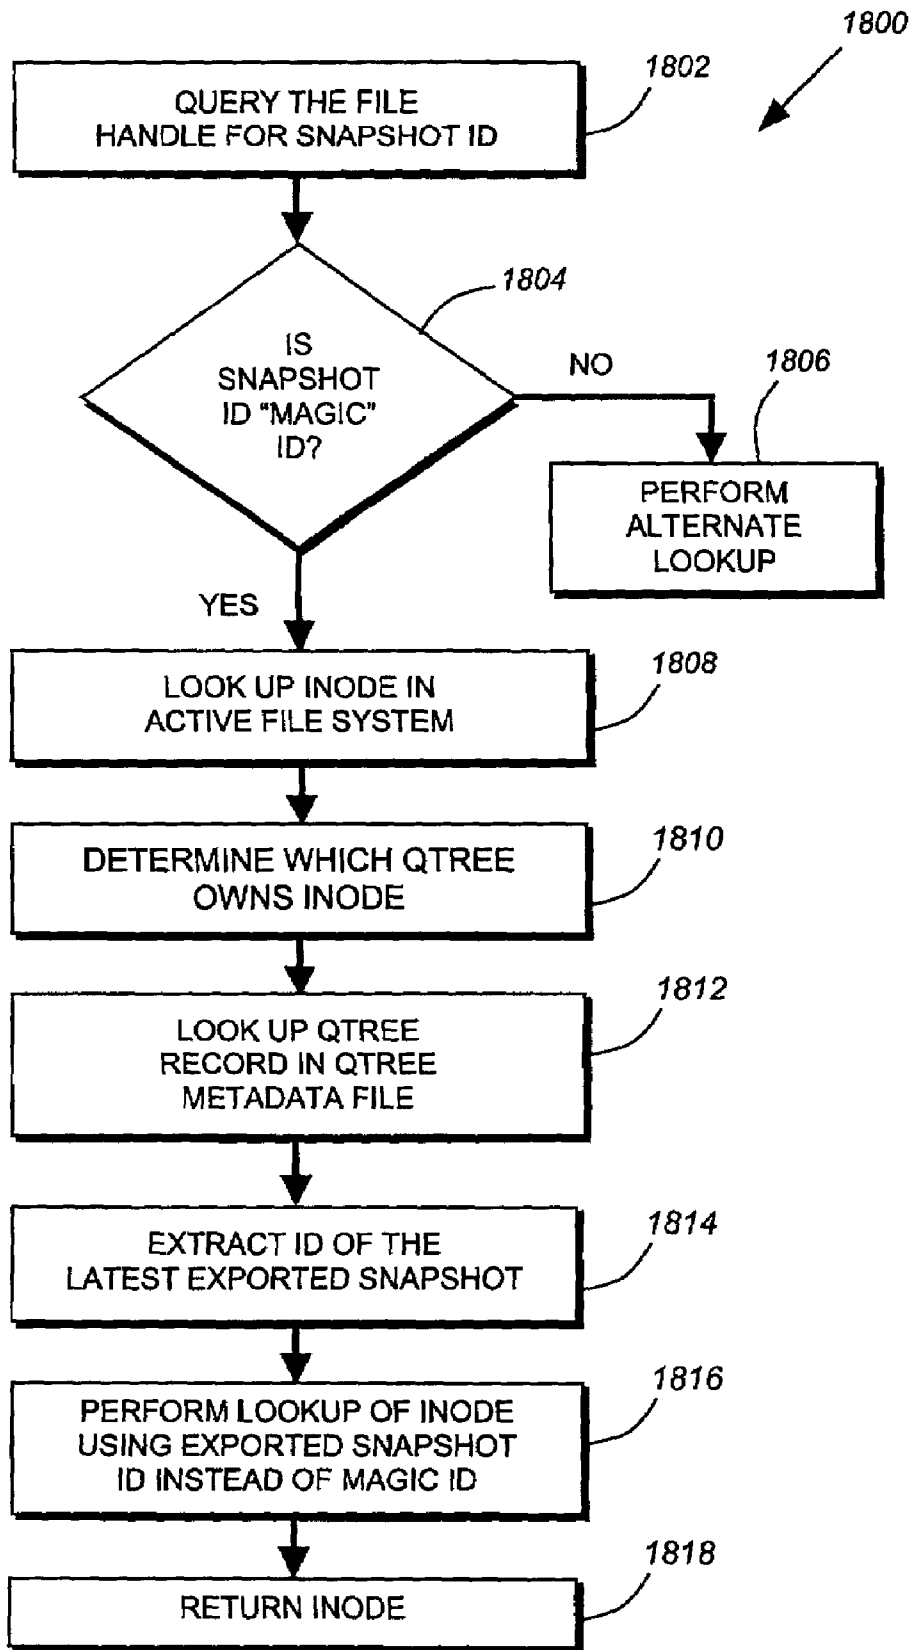 1800
1802
QUERY THE FILE
HANDLE FOR SNAPSHOT ID
1804
IS
SNAPSHOT
ID "MAGIC"
ID?
NO
1806
PERFORM
ALTERNATE
LOOKUP
YES
1808
LOOK UP INODE IN
ACTIVE FILE SYSTEM
1810
DETERMINE WHICH QTREE
OWNS INODE
1812
LOOK UP QTREE
RECORD IN QTREE
METADATA FILE
1814
EXTRACT ID OF THE
LATEST EXPORTED SNAPSHOT
1816
PERFORM LOOKUP OF INODE
USING EXPORTED SNAPSHOT
ID INSTEAD OF MAGIC ID
1818
RETURN INODE